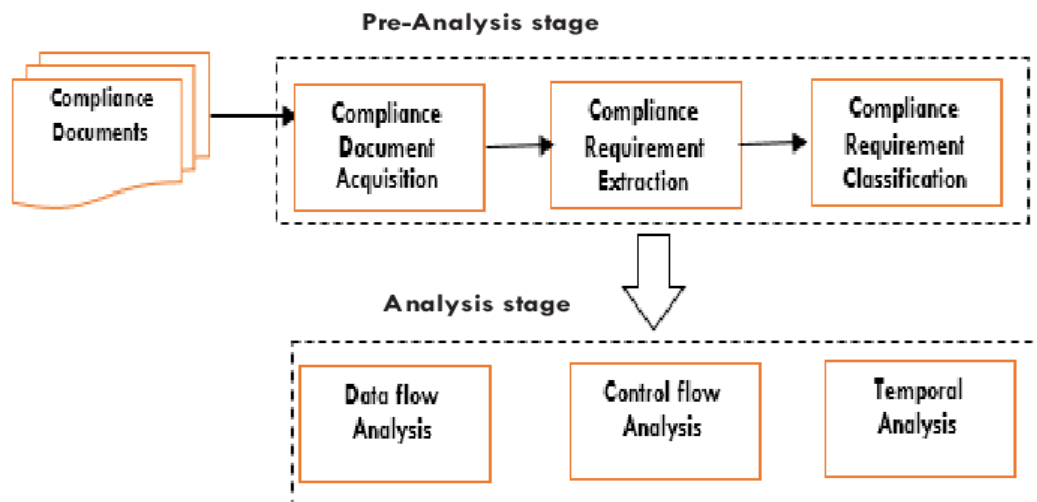 Pre-Analysis stage
Compliance
Documents
Compliance
Document
Acquisition
Compliance
Requirement
Extraction
Compliance
Requirement
Classification
Analysis stage
Data flow
Analysis
Control flow
Analysis
Temporal
Analysis